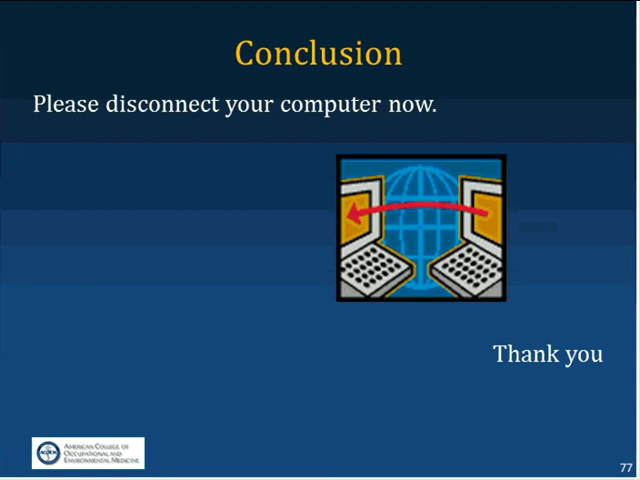 Conclusion
Please disconnect your computer now.
Thank you
AMERICAN COLLEGE OF
OCCUPATIONAL AND
ENVIRONMENTAL MEDICINE
77